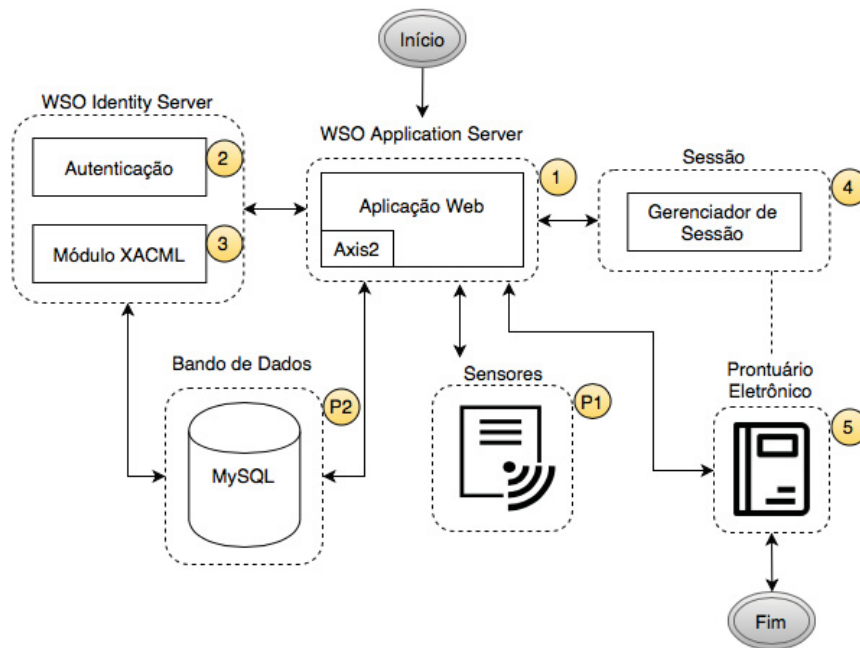 Início
WSO Identity Server
Autenticação
2
Módulo XACML
3
WSO Application Server
1
Aplicação Web
Axis2
Sessão
4
Gerenciador de
Sessão
Bando de Dados
P2
MySQL
Sensores
P1
Prontuário
Eletrônico
5
Fim